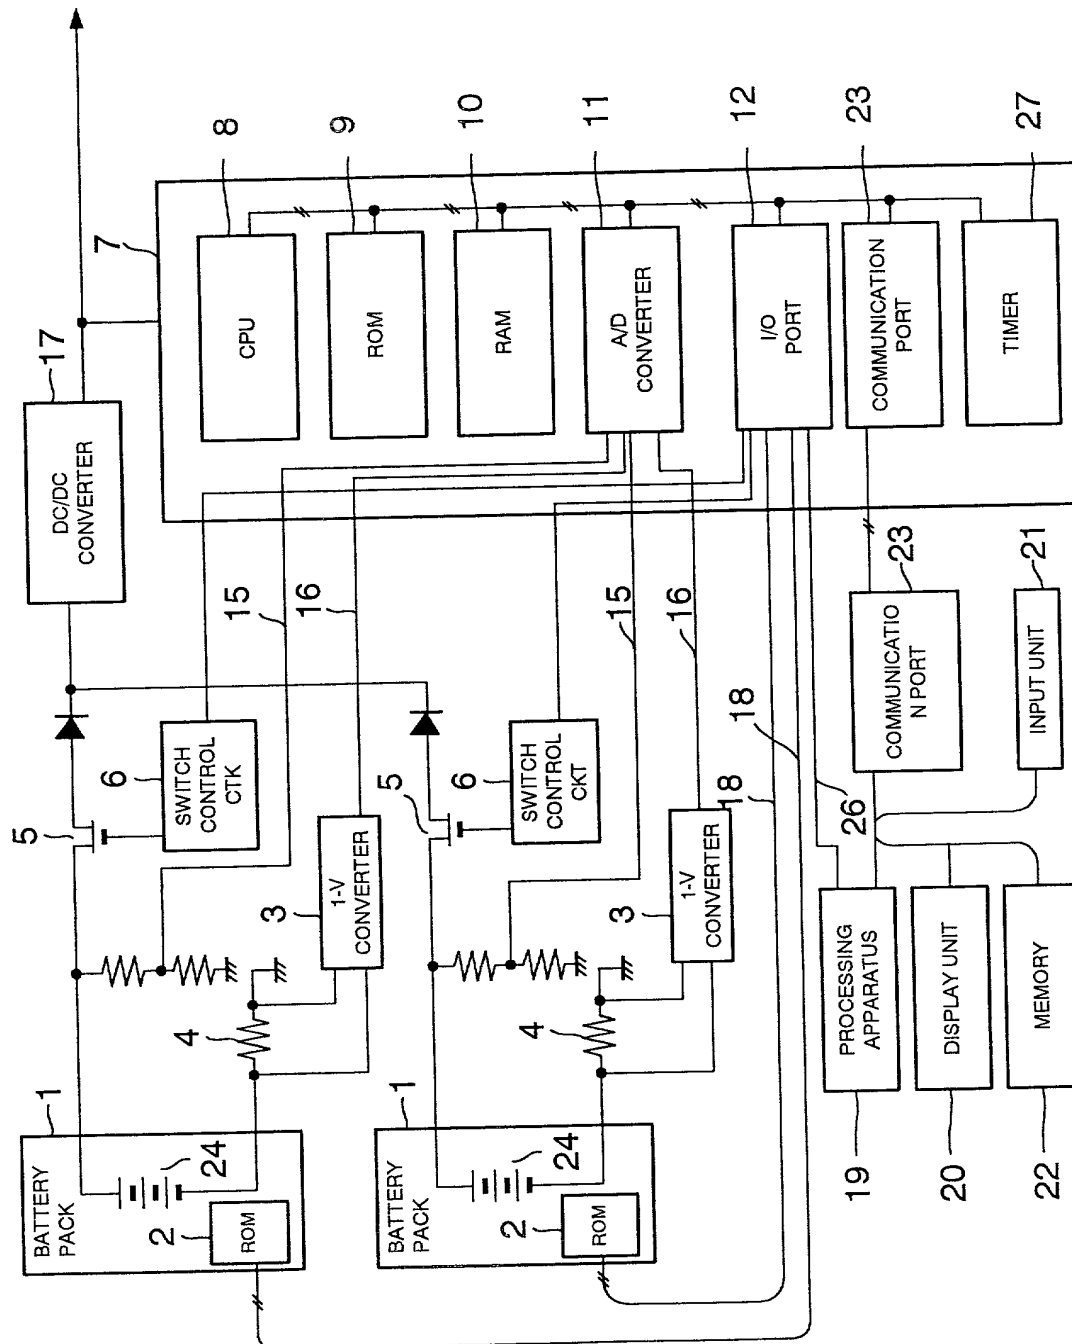 17
DC/DC
CONVERTER
7
8
CPU
9
ROM
10
RAM
11
A/D
CONVERTER
12
I/O
PORT
23
COMMUNICATION
PORT
27
TIMER
5
6
SWITCH
CONTROL
CTK
15
16
3
1-V
CONVERTER
4
1
BATTERY
PACK
24
2
ROM
5
6
SWITCH
CONTROL
CKT
15
16
3
1-V
CONVERTER
4
1
BATTERY
PACK
24
2
ROM
18
18
26
23
COMMUNICATIO
N PORT
21
INPUT UNIT
19
PROCESSING
APPARATUS
20
DISPLAY UNIT
22
MEMORY